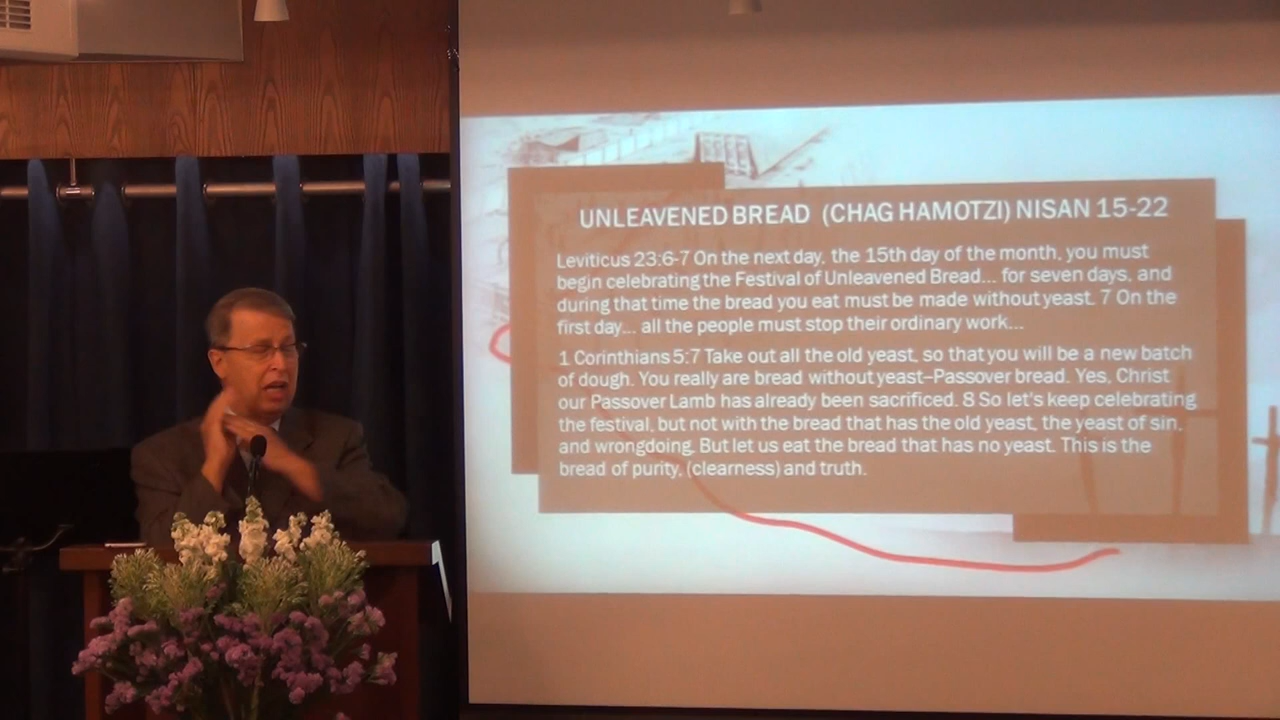 UNLEAVENED BREAD (CHAG HAMOTZI) NISAN 15-22
Leviticus 23:6-7 On the next day, the 15th day of the month, you must
begin celebrating the Festival of Unleavened Bread... for seven days, and
during that time the bread you eat must be made without yeast. 7 On the
first day... all the people must stop their ordinary work...
1 Corinthians 5:7 Take out all the old yeast, so that you will be a new batch
of dough. You really are bread without yeast–Passover bread. Yes, Christ
our Passover Lamb has already been sacrificed. 8 So let's keep celebrating
the festival, but not with the bread that has the old yeast, the yeast of sin,
and wrongdoing. But let us eat the bread that has no yeast. This is the
bread of purity, (clearness) and truth.